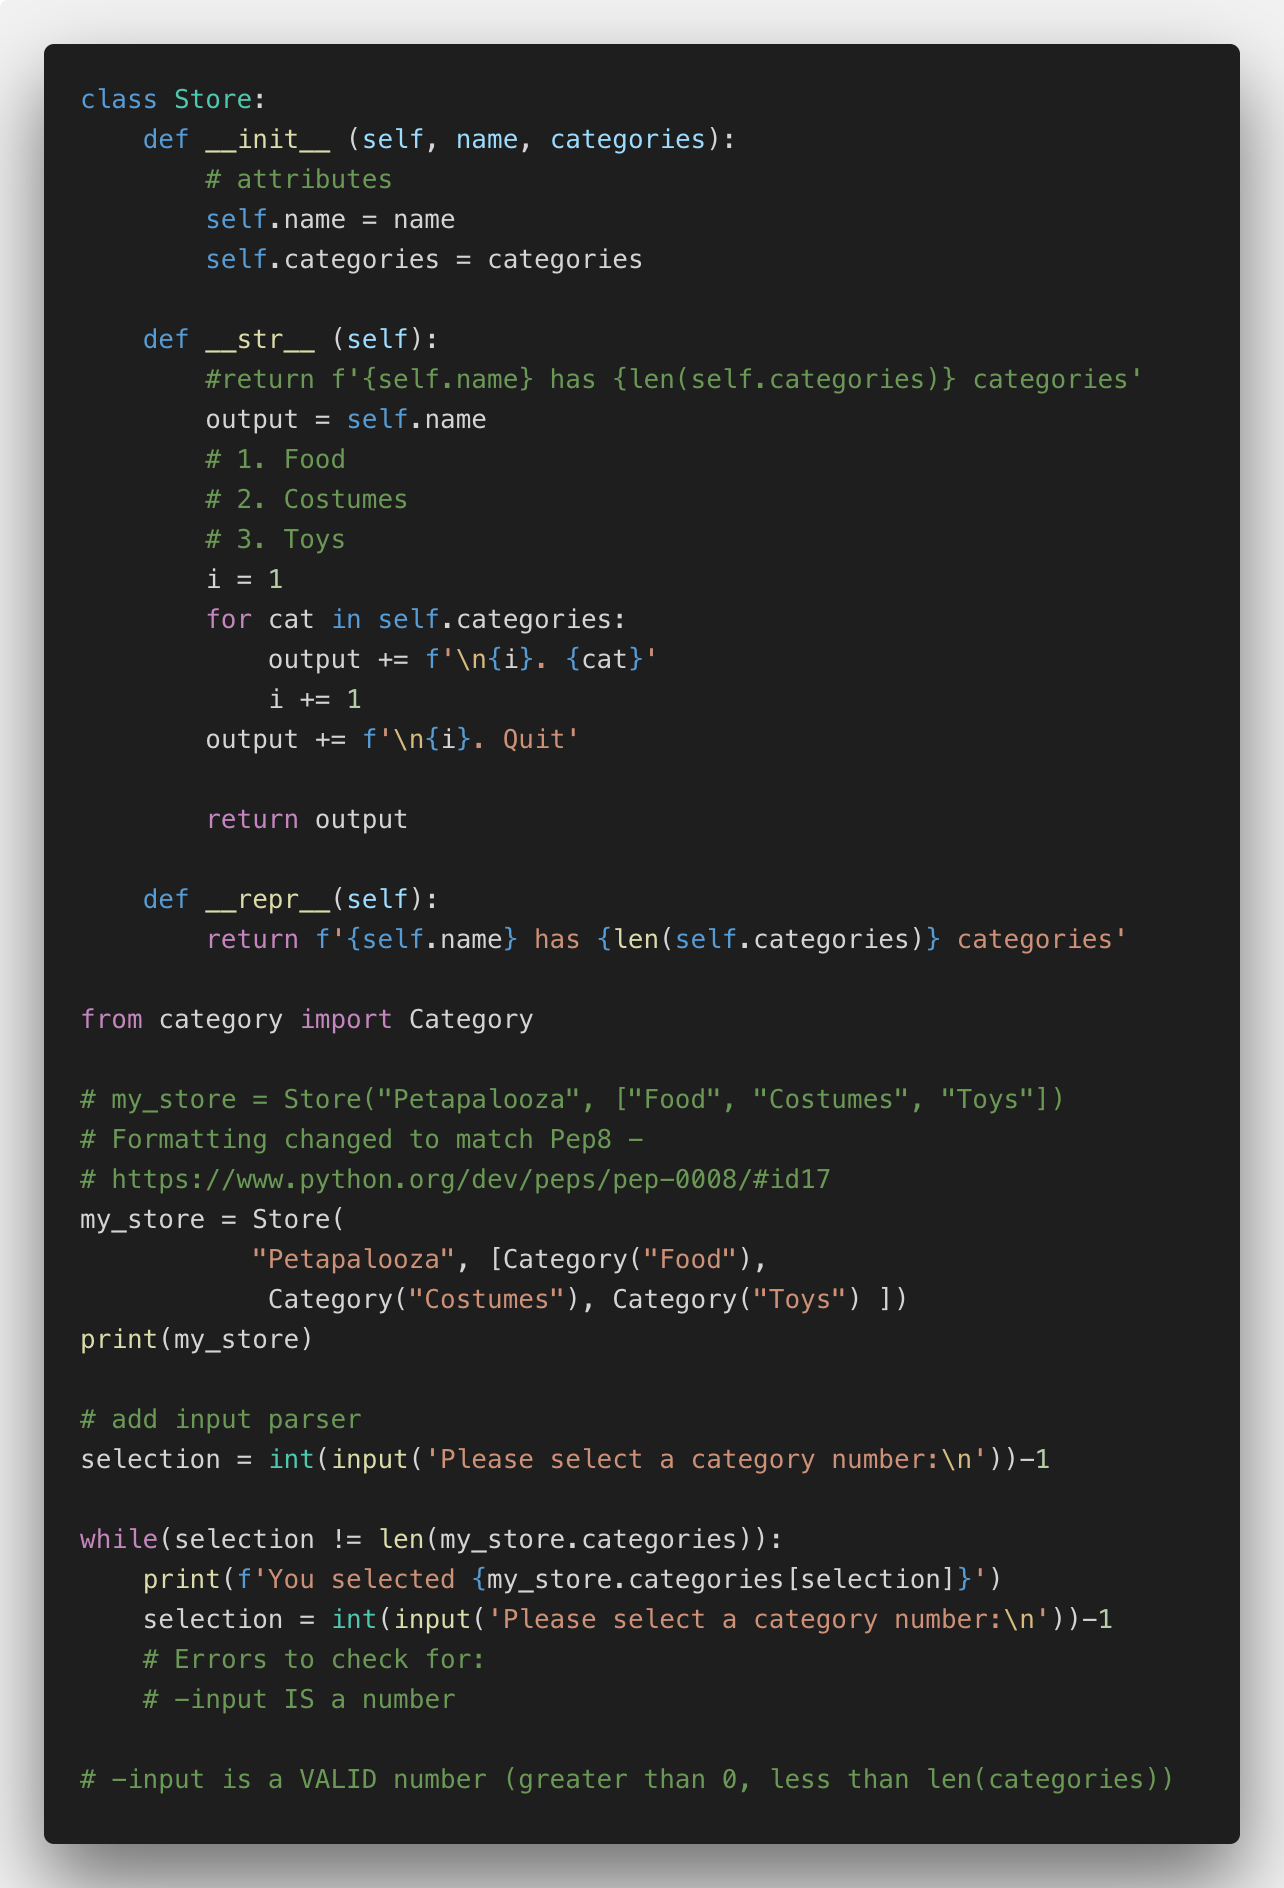 class Store:
    def __init__ (self, name, categories):
        # attributes
        self.name = name
        self.categories = categories

    def __str__ (self):
        #return f'{self.name} has {len(self.categories)} categories'
        output = self.name
        # 1. Food
        # 2. Costumes
        # 3. Toys
        i = 1
        for cat in self.categories:
            output += f'\n{i}. {cat}'
            i += 1
        output += f'\n{i}. Quit'

        return output

    def __repr__(self):
        return f'{self.name} has {len(self.categories)} categories'

from category import Category

# my_store = Store("Petapalooza", ["Food", "Costumes", "Toys"])
# Formatting changed to match Pep8 -
# https://www.python.org/dev/peps/pep-0008/#id17
my_store = Store(
           "Petapalooza", [Category("Food"),
            Category("Costumes"), Category("Toys") ])
print(my_store)

# add input parser
selection = int(input('Please select a category number:\n'))-1

while(selection != len(my_store.categories)):
    print(f'You selected {my_store.categories[selection]}')
    selection = int(input('Please select a category number:\n'))-1
    # Errors to check for:
    # -input IS a number

# -input is a VALID number (greater than 0, less than len(categories))